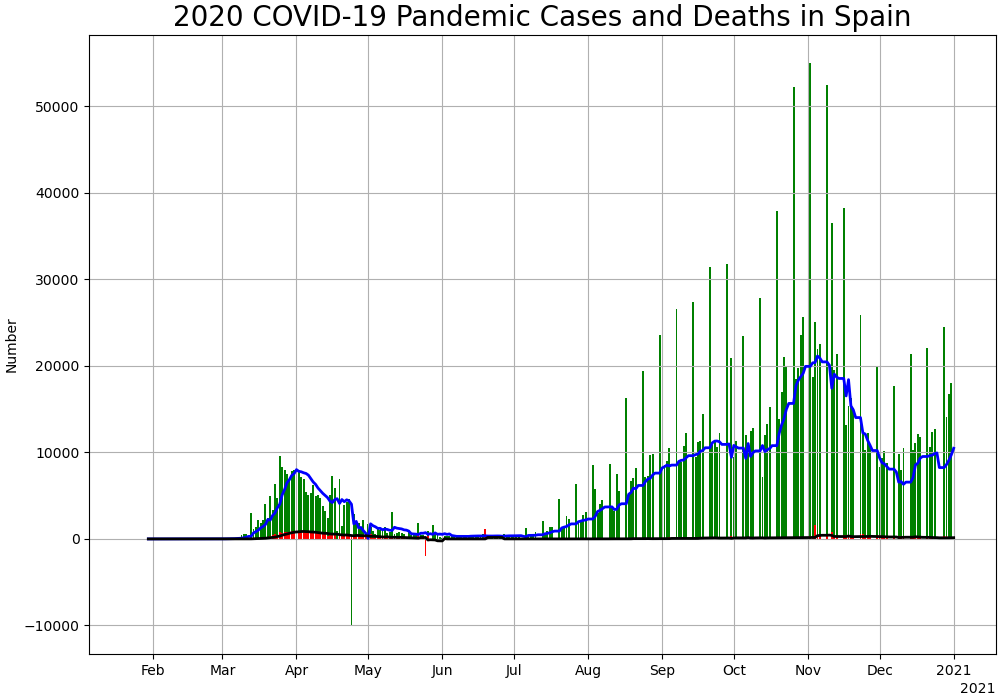 2020 COVID-19 Pandemic Cases and Deaths in Spain
Number
50000
40000
30000
20000
10000
0
−10000
Feb Mar Apr May Jun Jul Aug Sep Oct Nov Dec 2021
2021